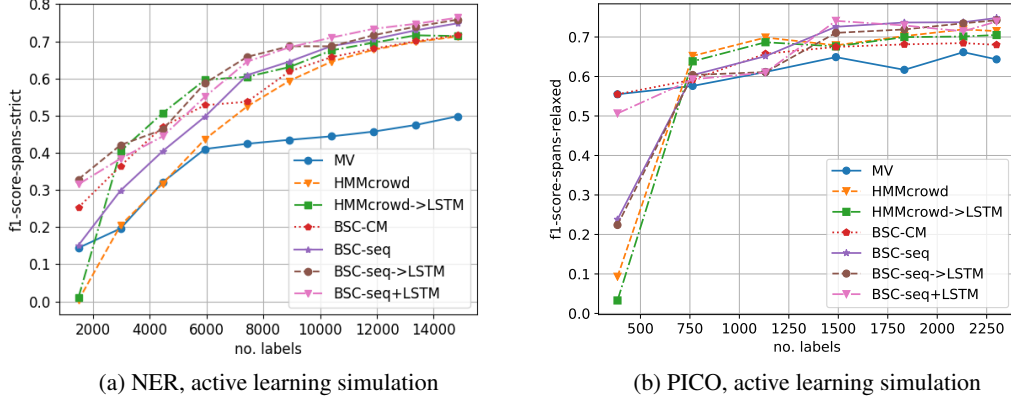 0.8
0.7
0.6
0.5
0.4
0.3
0.2
0.1
0.0
f1-score-spans-strict
2000 4000 6000 8000 10000 12000 14000
no. labels
MV
HMMcrowd
HMMcrowd->LSTM
BSC-CM
BSC-seq
BSC-seq->LSTM
BSC-seq+LSTM
(a) NER, active learning simulation
0.7
0.6
0.5
0.4
0.3
0.2
0.1
0.0
f1-score-spans-relaxed
500 750 1000 1250 1500 1750 2000 2250
no. labels
MV
HMMcrowd
HMMcrowd->LSTM
BSC-CM
BSC-seq
BSC-seq->LSTM
BSC-seq+LSTM
(b) PICO, active learning simulation